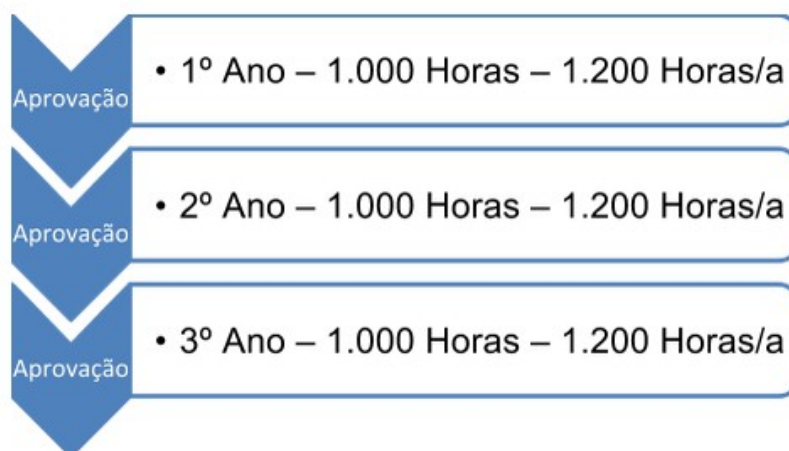 Aprovação
• 1º Ano – 1.000 Horas – 1.200 Horas/a
Aprovação
• 2º Ano – 1.000 Horas – 1.200 Horas/a
Aprovação
• 3º Ano – 1.000 Horas – 1.200 Horas/a